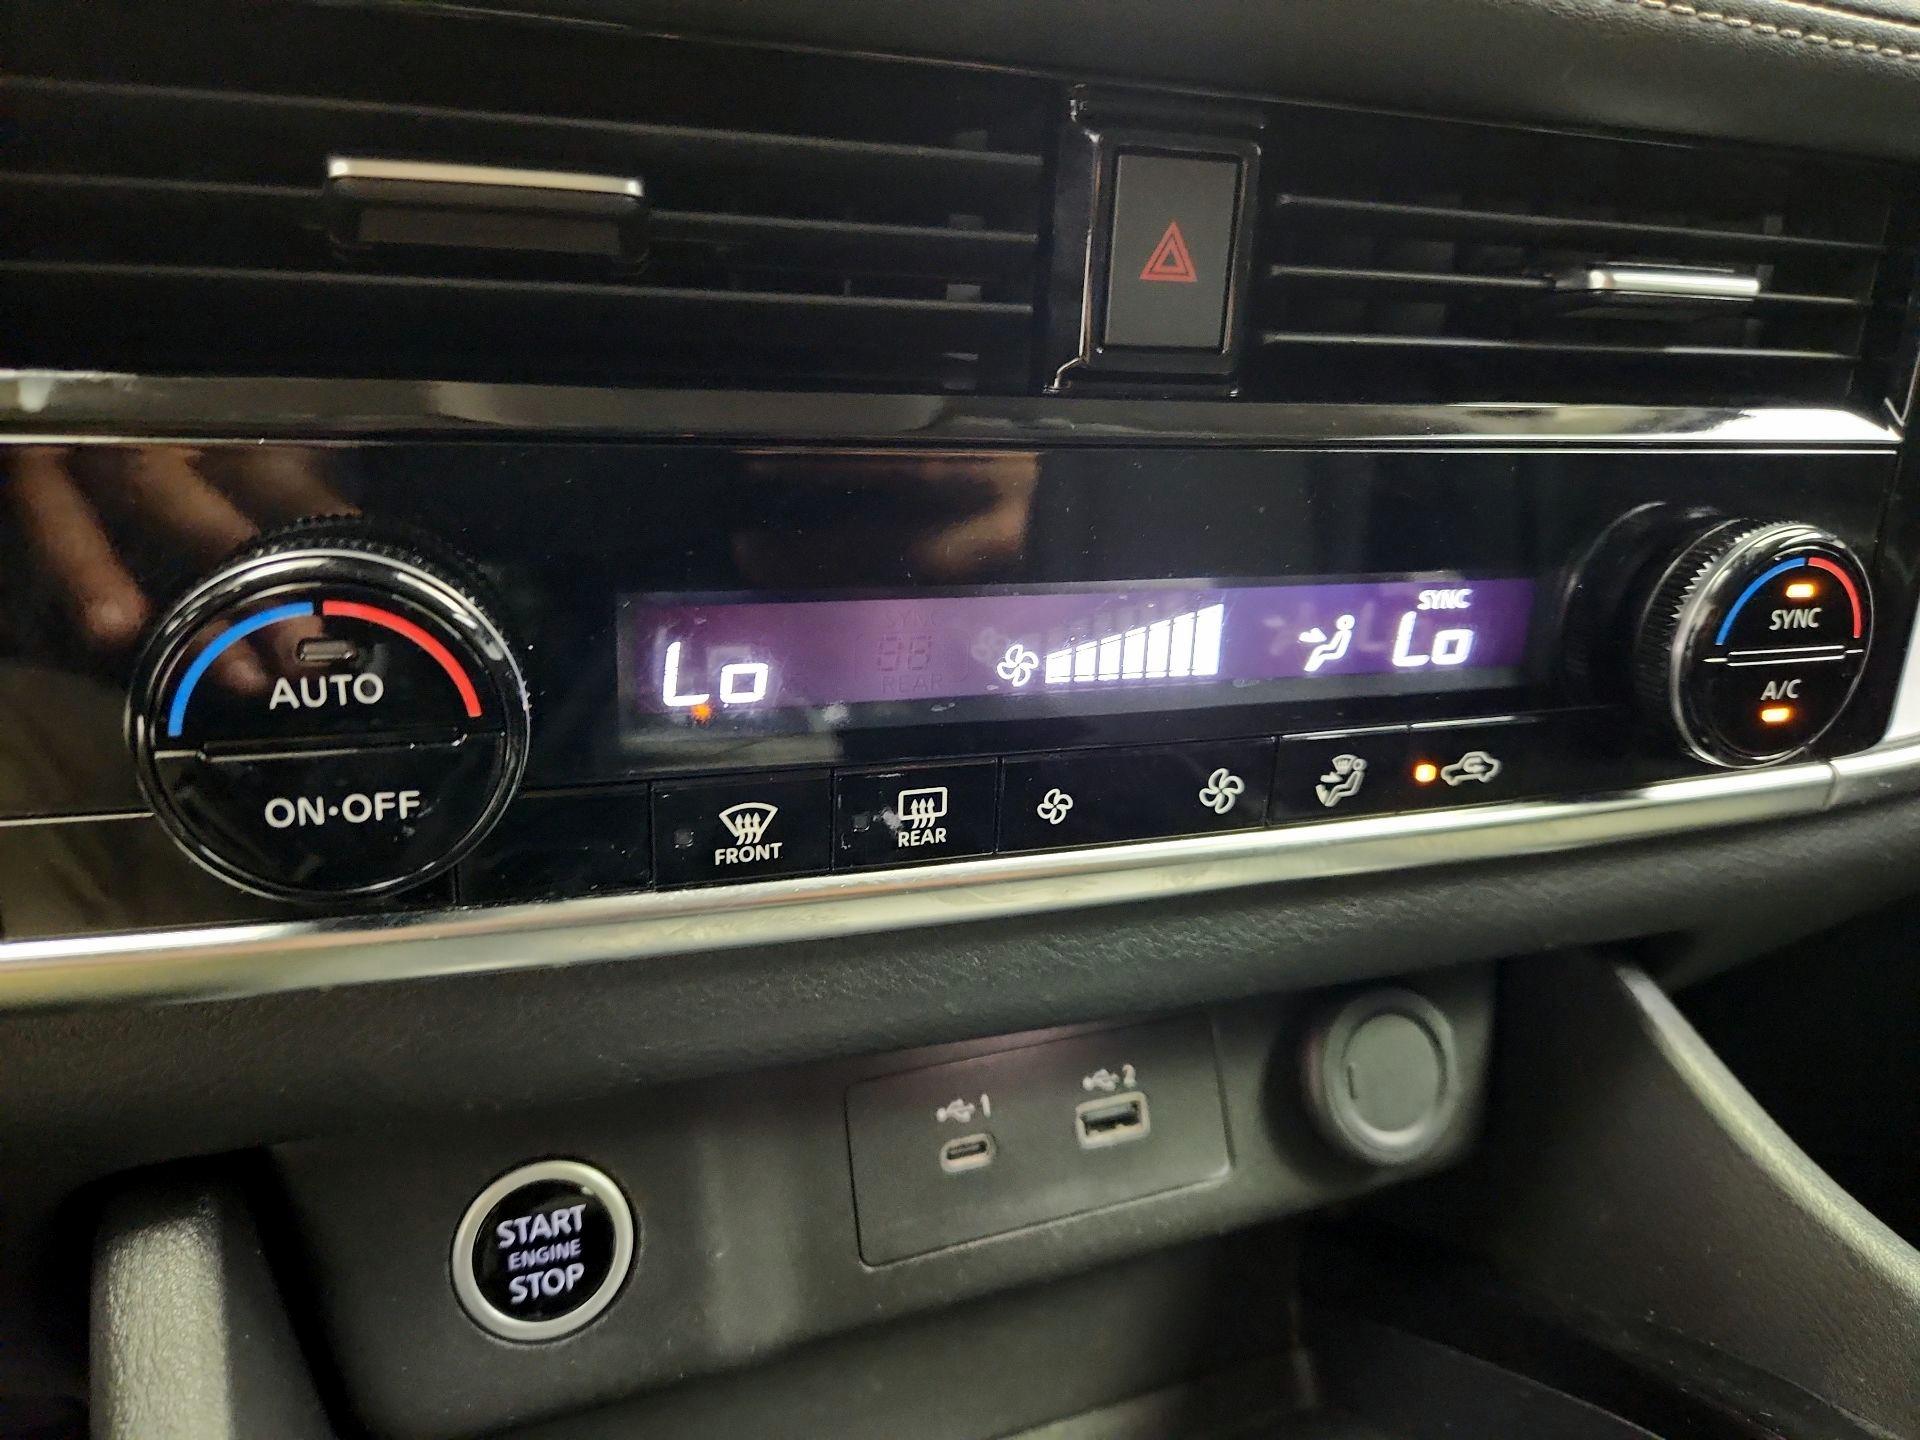 SYNC
Lo
Lo
88
REAR
AUTO
ON·OFF
SYNC
A/C
FRONT
REAR
1
2
START
ENGINE
STOP